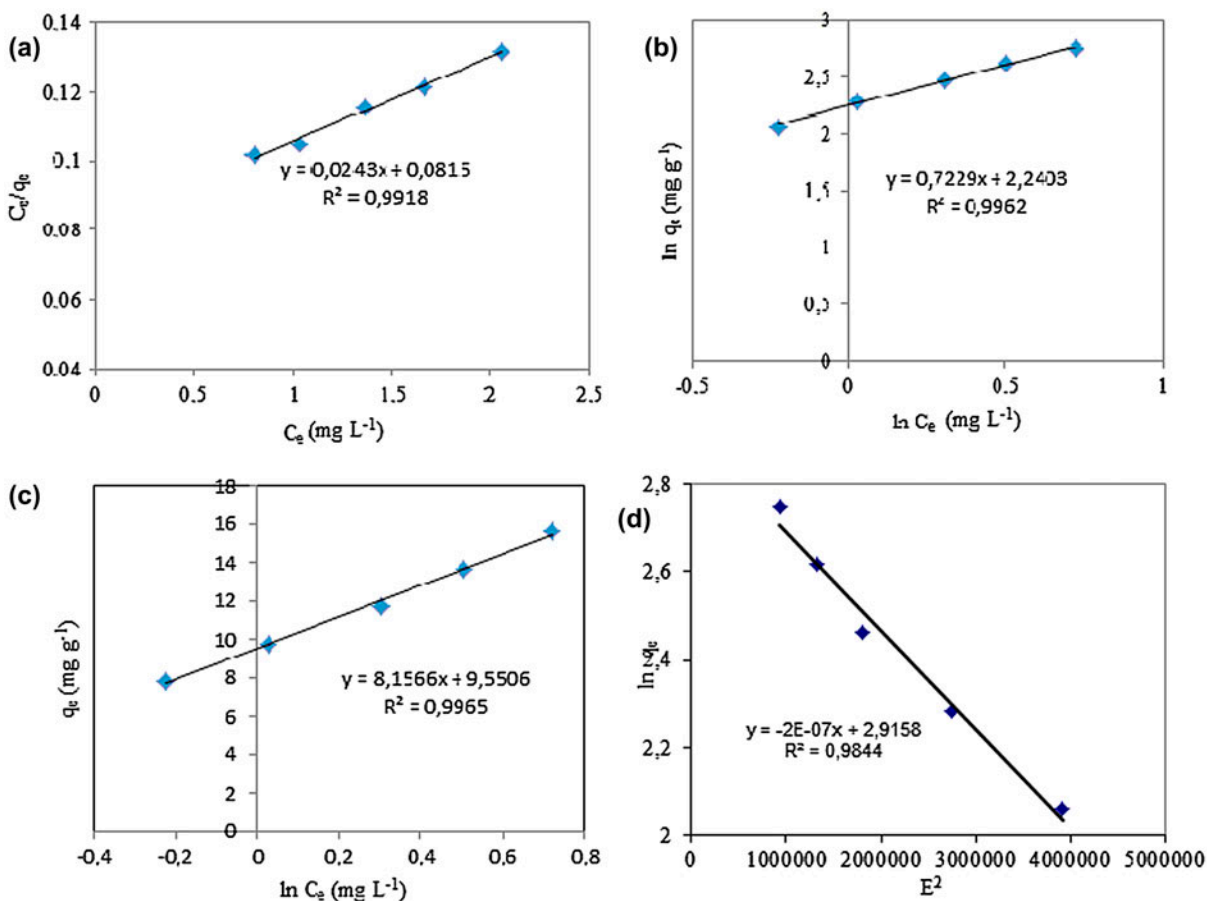 (a)
0.14
0.12
0.1
0.08
0.06
0.04
0
0.5
1
1.5
2
2.5
Ce/qe
Ce (mg L-1)
y = 0,0243x + 0,0815
R² = 0,9918
(b)
3
2,5
2
1,5
1
0,5
0
-0.5
0
0.5
1
ln qe (mg g-1)
ln Ce (mg L-1)
y = 0,7229x + 2,2403
R² = 0,9962
(c)
18
16
14
12
10
8
6
4
2
0
-0,4
-0,2
0
0,2
0,4
0,6
0,8
qe (mg g-1)
ln Ce (mg L-1)
y = 8,1566x + 9,5506
R² = 0,9965
(d)
2,8
2,6
2,4
2,2
2
0
1000000
2000000
3000000
4000000
5000000
ln qe
E²
y = -2E-07x + 2,9158
R² = 0,9844